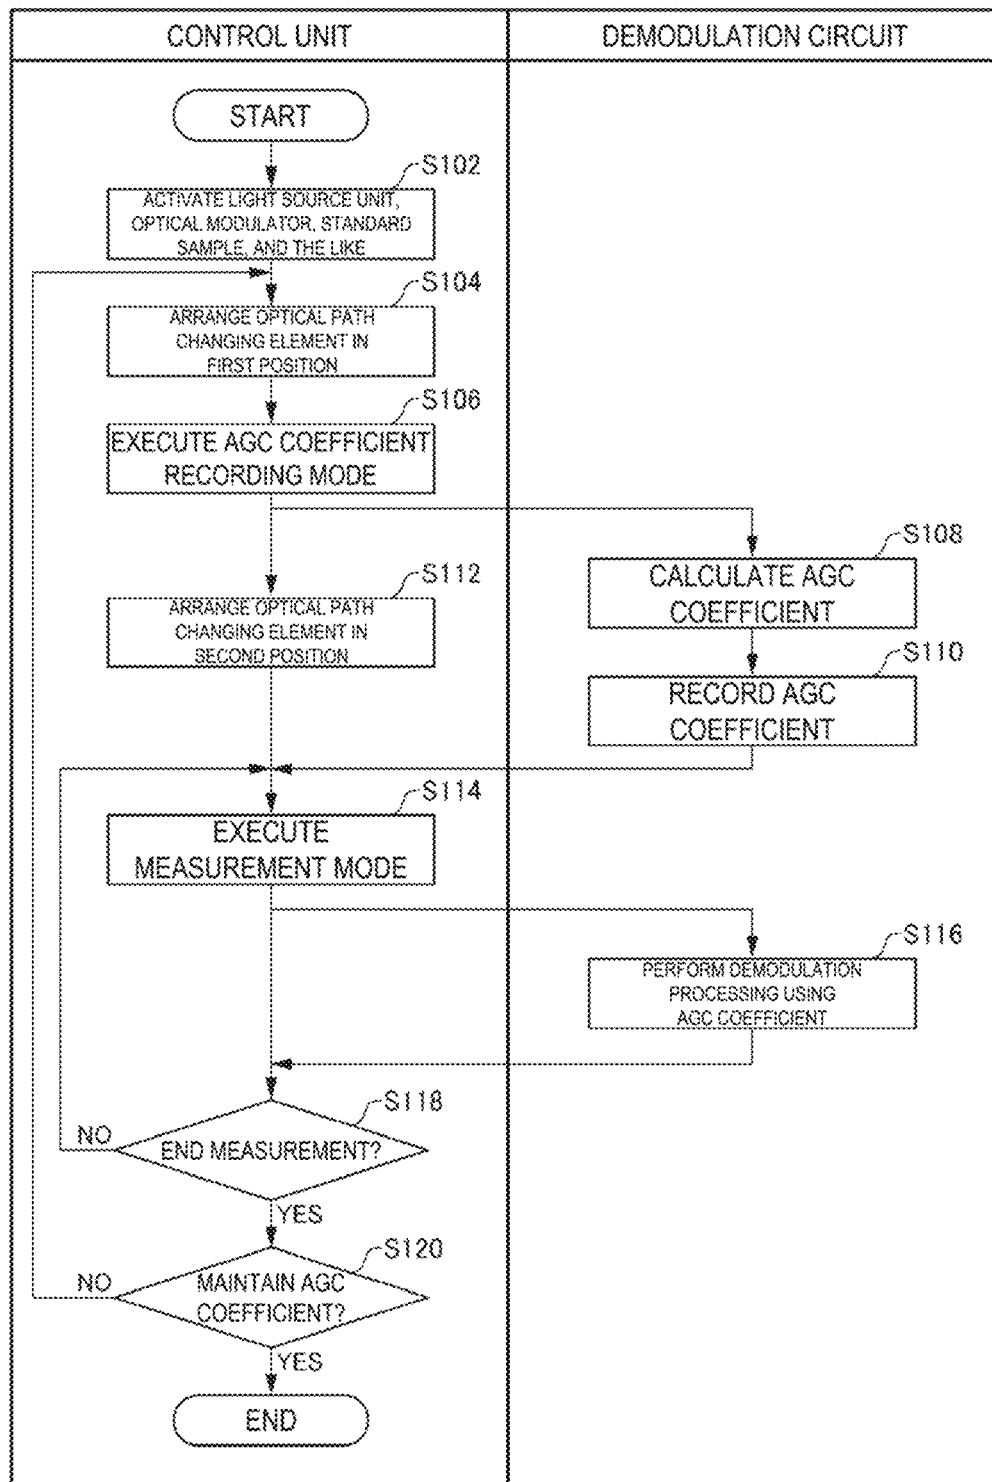 CONTROL UNIT
DEMODULATION CIRCUIT
START
S102
ACTIVATE LIGHT SOURCE UNIT,
OPTICAL MODULATOR, STANDARD
SAMPLE, AND THE LIKE
S104
ARRANGE OPTICAL PATH
CHANGING ELEMENT IN
FIRST POSITION
S106
EXECUTE AGC COEFFICIENT
RECORDING MODE
S108
CALCULATE AGC
COEFFICIENT
S112
ARRANGE OPTICAL PATH
CHANGING ELEMENT IN
SECOND POSITION
S110
RECORD AGC
COEFFICIENT
S114
EXECUTE
MEASUREMENT MODE
S116
PERFORM DEMODULATION
PROCESSING USING
AGC COEFFICIENT
S118
NO
END MEASUREMENT?
YES
S120
NO
MAINTAIN AGC
COEFFICIENT?
YES
END